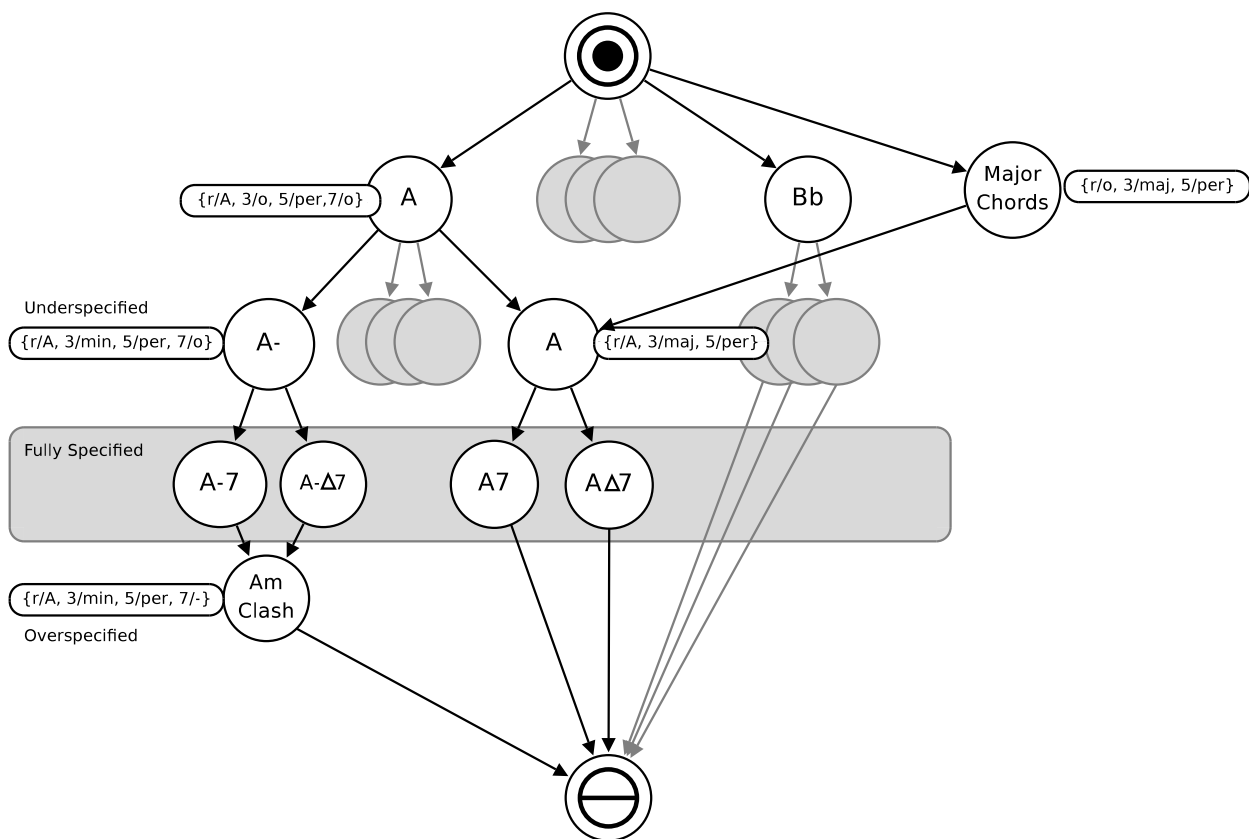 Major
Chords
{r/o, 3/maj, 5/per}
{r/A, 3/o, 5/per,7/o}
A
Bb
Underspecified
{r/A, 3/min, 5/per, 7/o}
A-
A
{r/A, 3/maj, 5/per}
Fully Specified
A-7
A-Δ7
A7
AΔ7
Am
Clash
{r/A, 3/min, 5/per, 7/-}
Overspecified